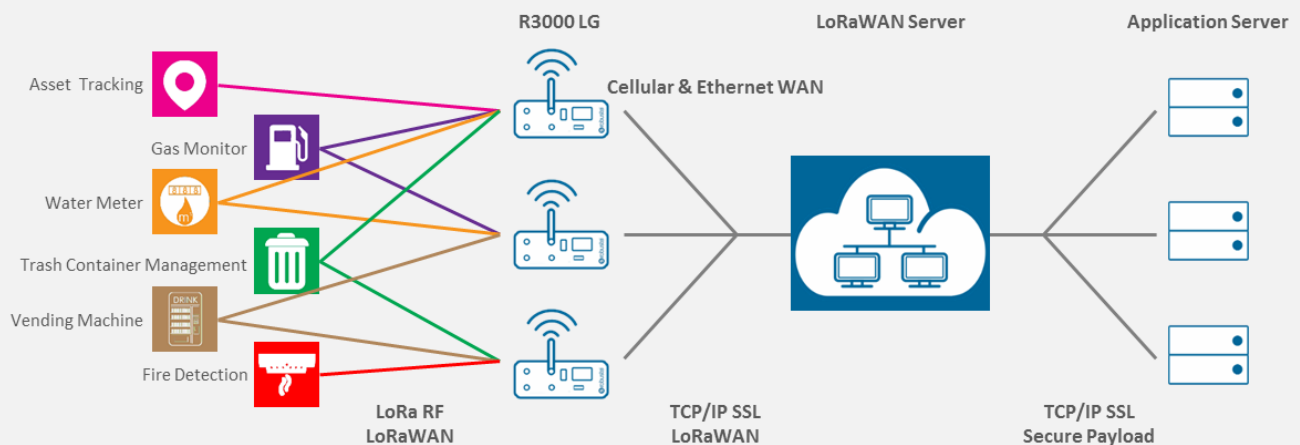 R3000 LG
LoRaWAN Server
Application Server
Cellular & Ethernet WAN
Asset Tracking
Gas Monitor
Water Meter
Trash Container Management
Vending Machine
DRINK
Fire Detection
LoRa RF
LoRaWAN
TCP/IP SSL
LoRaWAN
TCP/IP SSL
Secure Payload